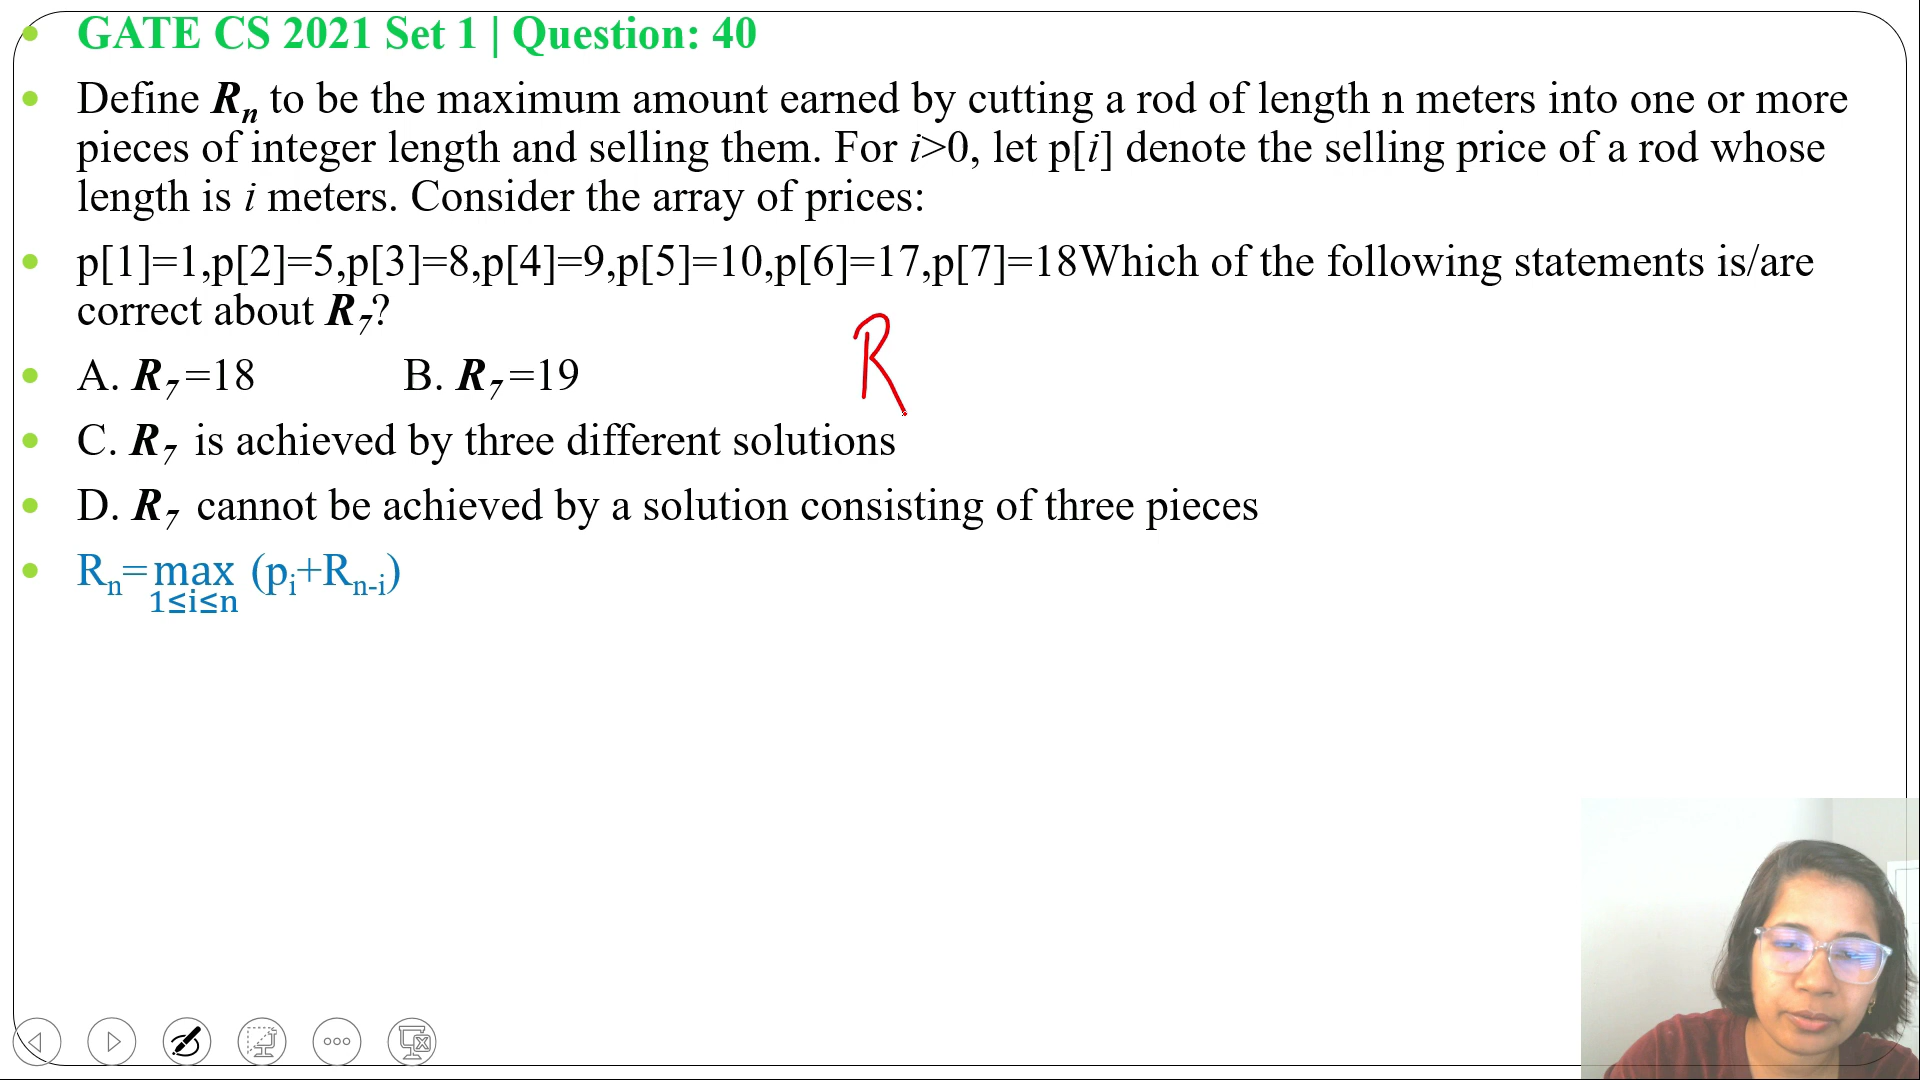 GATE CS 2021 Set 1 | Question: 40
Define Rn to be the maximum amount earned by cutting a rod of length n meters into one or more
pieces of integer length and selling them. For i>0, let p[i] denote the selling price of a rod whose
length is i meters. Consider the array of prices:
p[1]=1,p[2]=5,p[3]=8,p[4]=9,p[5]=10,p[6]=17,p[7]=18Which of the following statements is/are
correct about R7?
R
A. R7=18 B. R7=19
C. R7 is achieved by three different solutions
D. R7 cannot be achieved by a solution consisting of three pieces
Rn=max (pi+Rn-i)
1≤i≤n